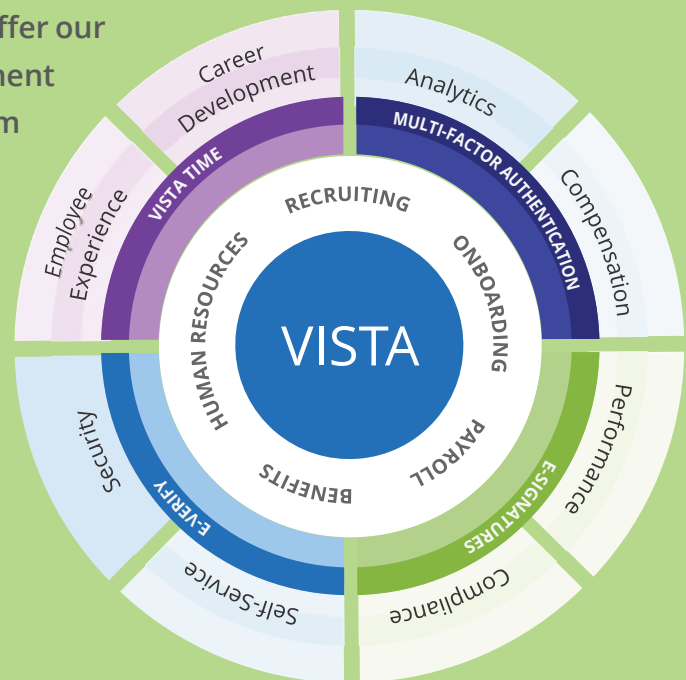 ffer our
ment
m
Career
Development
Analytics
Employee
Experience
VISTA TIME
MULTI-FACTOR AUTHENTICATION
Compensation
RECRUITING
HUMAN RESOURCES
ONBOARDING
VISTA
PAYROLL
BENEFITS
Security
E-VERIFY
E-SIGNATURES
Performance
Self-Service
Compliance